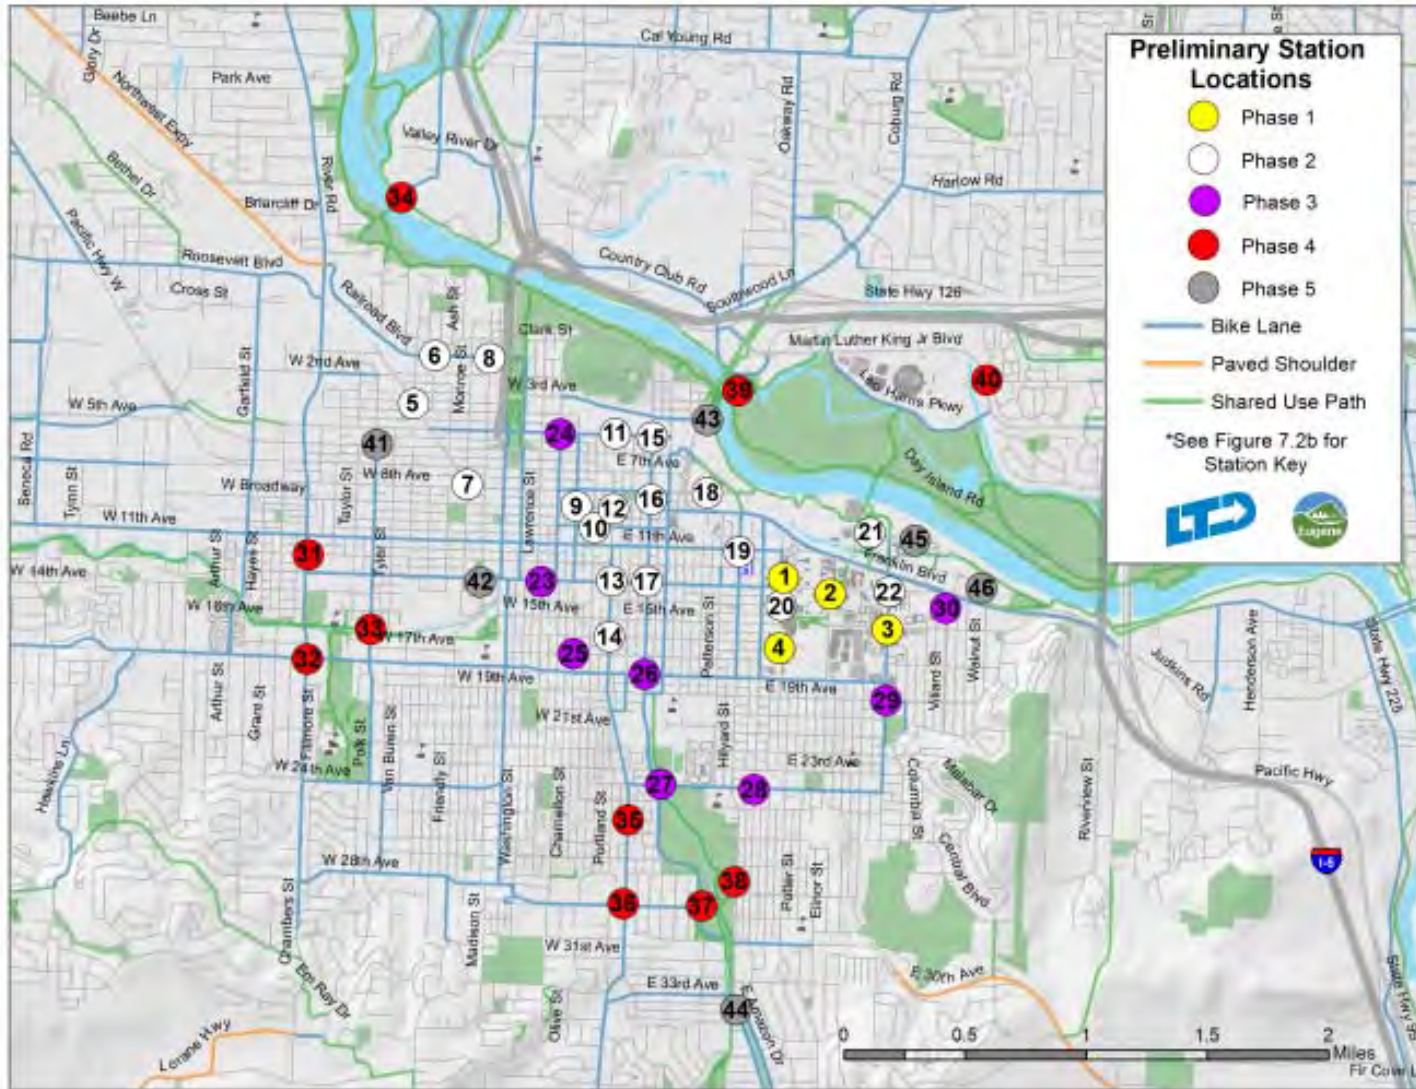 Beebe Ln
Glory Dr
Park Ave
Northwest Expy
Bethel Dr
Pacific Hwy W
River Rd
Briarcliff Dr
Roosevelt Blvd
Cross St
Railroad Blvd
Valley River Dr
Cal Young Rd
Oakway Rd
Coburg Rd
Harlow Rd
Country Club Rd
Southwood Ln
State Hwy 126
Martin Luther King Jr Blvd
Leo Harris Pkwy
Day Island Rd
Preliminary Station
Locations
Phase 1
Phase 2
Phase 3
Phase 4
Phase 5
Bike Lane
Paved Shoulder
Shared Use Path
*See Figure 7.2b for
Station Key
LTD
Eugene
34
Ash St
Clark St
6
8
W 2nd Ave
Monroe St
W 3rd Ave
39
40
Garfield St
5
W 5th Ave
43
24
11
15
41
E 7th Ave
W 8th Ave
Seneca Rd
Tynn St
W Broadway
Taylor St
7
9
12
16
18
10
W 11th Ave
Lawrence St
E 11th Ave
21
45
Franklin Blvd
19
31
Arthur St
Hayes St
Tyler St
W 14th Ave
42
23
13
17
1
2
22
46
30
W 15th Ave
E 15th Ave
20
W 16th Ave
33
W 17th Ave
14
3
4
Patterson St
Walnut St
Villard St
32
25
26
W 19th Ave
E 19th Ave
29
Arthur St
Grant St
Fillmore St
Polk St
Van Buren St
W 21st Ave
Hilyard St
E 23rd Ave
W 24th Ave
Friendly St
Washington St
Chamelton St
Portland St
27
28
35
Columbia St
Malabar Dr
Central Blvd
Riverview St
Judkins Rd
Henderson Ave
State Hwy 225
Pacific Hwy
I-5
Hawkins Ln
W 28th Ave
Chambers St
Madison St
36
37
38
Potter St
Elinor St
W 31st Ave
E 30th Ave
E 33rd Ave
44
Olive St
E Amazon Dr
Lorane Hwy
0
0.5
1
1.5
2
Miles